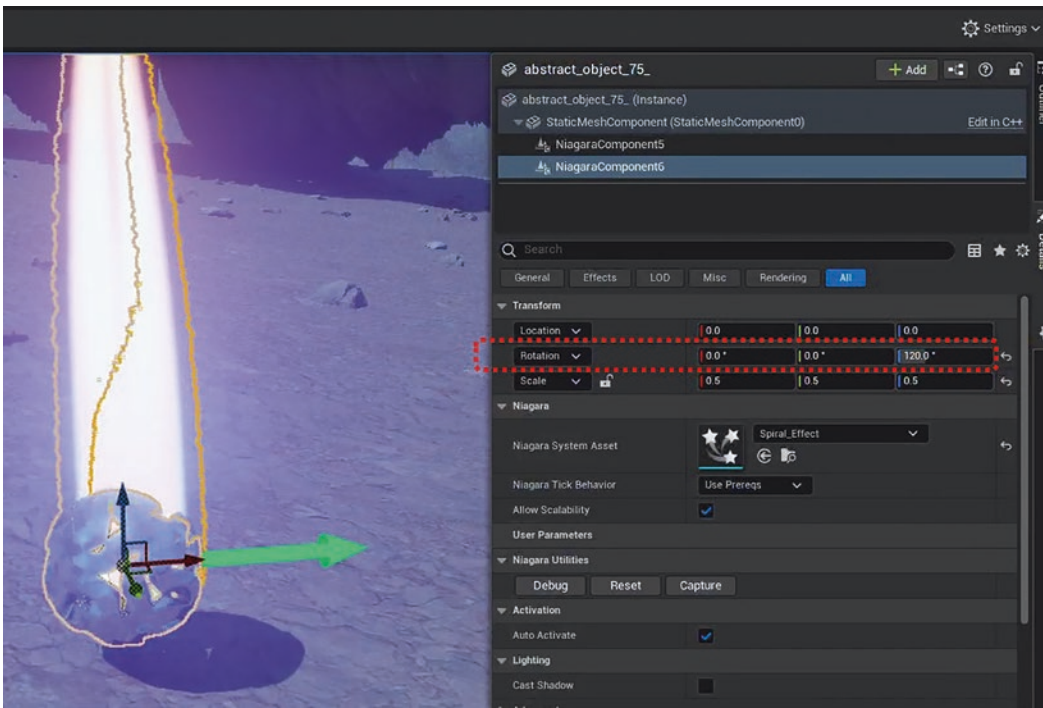 Settings
abstract_object_75_
+ Add
abstract_object_75_ (Instance)
StaticMeshComponent (StaticMeshComponent0) Edit in C++
NiagaraComponent5
NiagaraComponent6
Search
General Effects LOD Misc Rendering All
Transform
Location 0.0 0.0 0.0
Rotation 0.0° 0.0° 120.0°
Scale 0.5 0.5 0.5
Niagara
Niagara System Asset Spiral_Effect
Niagara Tick Behavior Use Prereqs
Allow Scalability
User Parameters
Niagara Utilities
Debug Reset Capture
Activation
Auto Activate
Lighting
Cast Shadow